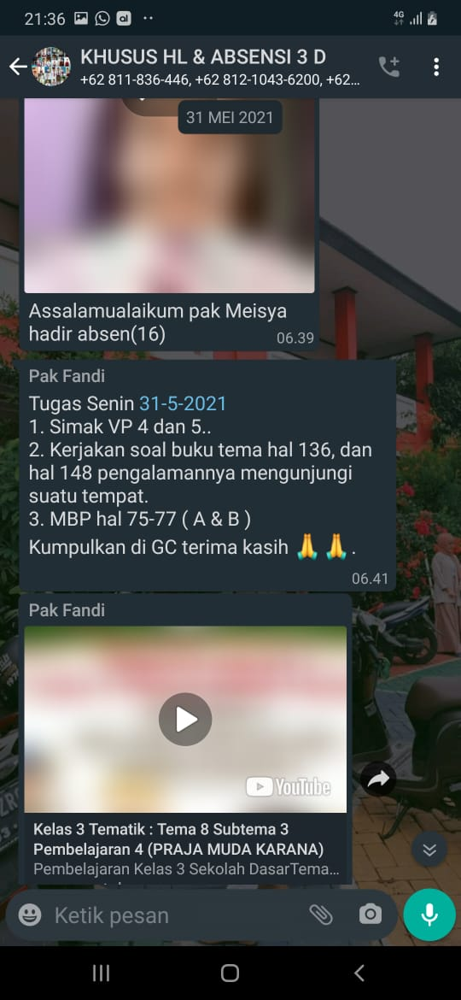 21:36
4G
KHUSUS HL & ABSENSI 3 D
+62 811-836-446, +62 812-1043-6200, +62...
31 MEI 2021
Assalamualaikum pak Meisya
hadir absen(16)
06.39
Pak Fandi
Tugas Senin 31-5-2021
1. Simak VP 4 dan 5..
2. Kerjakan soal buku tema hal 136, dan
hal 148 pengalamannya mengunjungi
suatu tempat.
3. MBP hal 75-77 ( A & B )
Kumpulkan di GC terima kasih 🙏 🙏 .
06.41
Pak Fandi
YouTube
Kelas 3 Tematik : Tema 8 Subtema 3
Pembelajaran 4 (PRAJA MUDA KARANA)
Pembelajaran Kelas 3 Sekolah DasarTema...
Ketik pesan